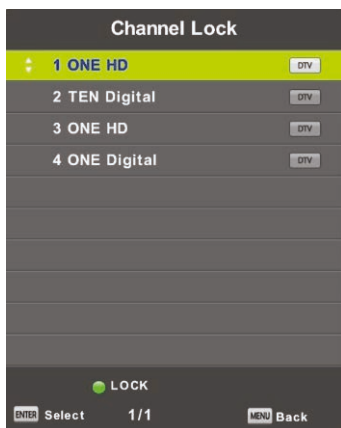 Channel Lock
1 ONE HD DTV
2 TEN Digital DTV
3 ONE HD DTV
4 ONE Digital DTV
LOCK
ENTER Select 1/1 MENU Back